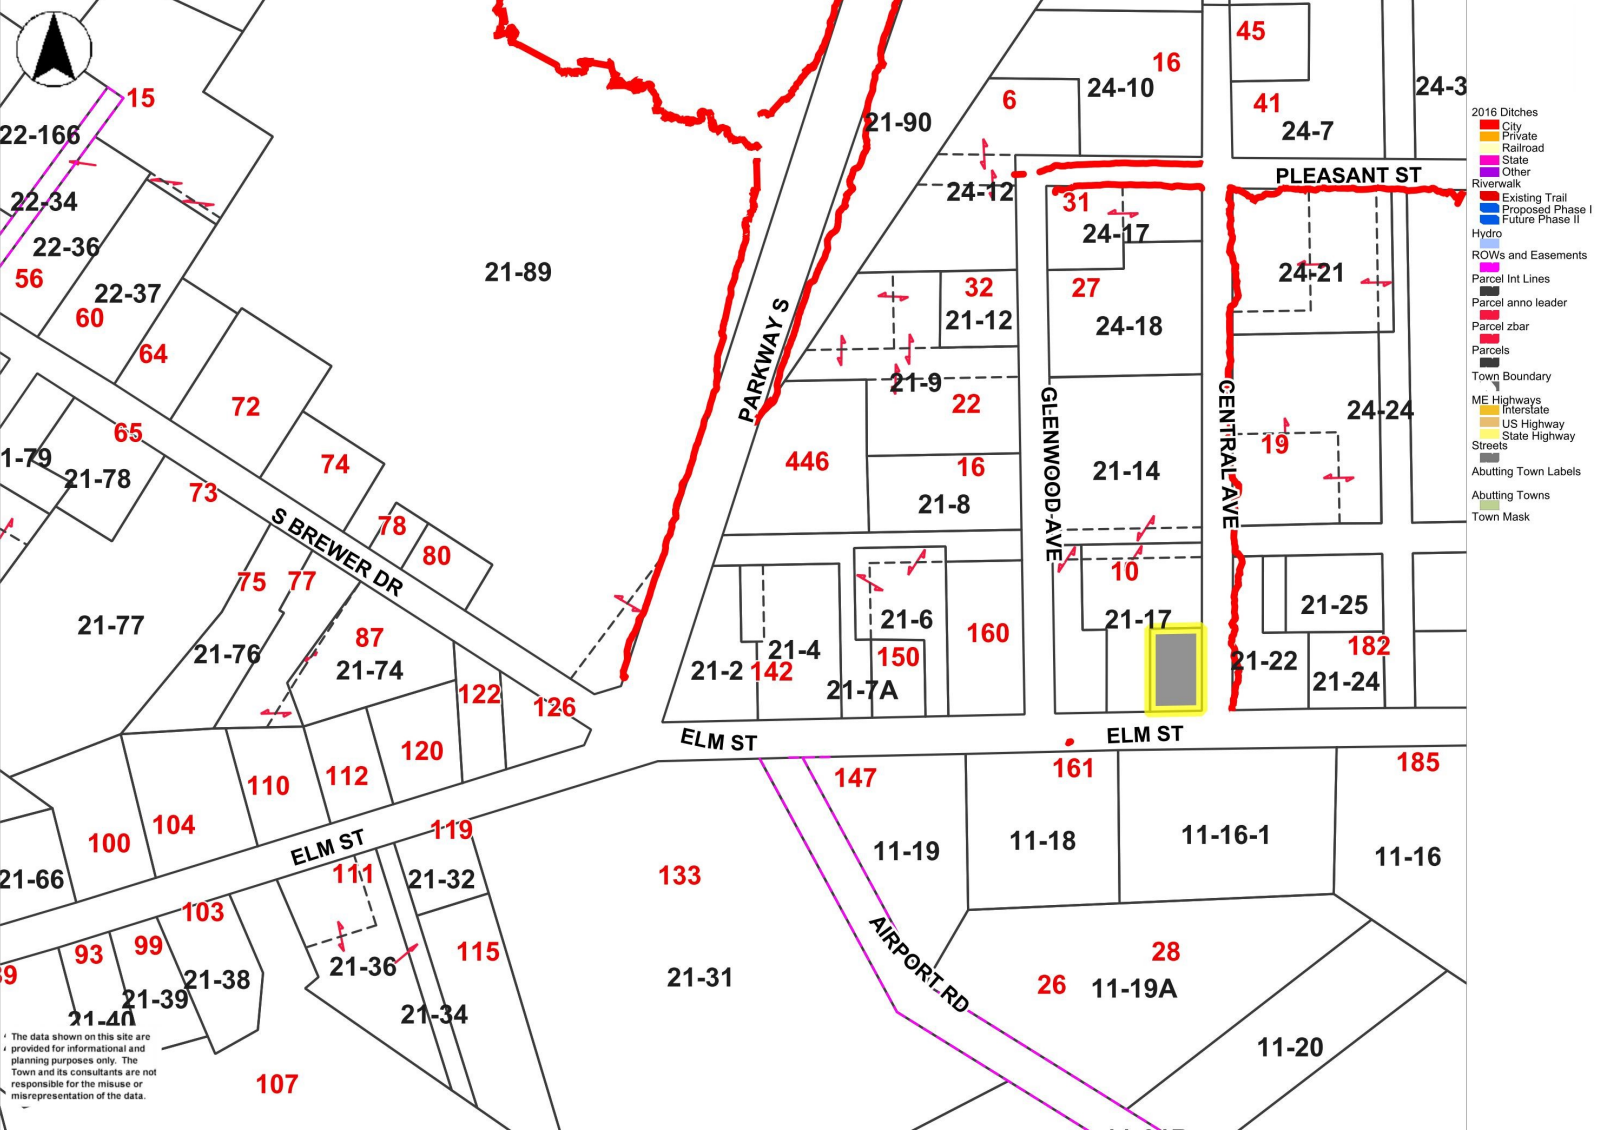 45
16
15
6
24-10
24-3
41
21-90
24-7
22-166
PLEASANT ST
24-12
22-34
31
24-17
22-36
21-89
24-21
56
22-37
32
27
60
21-12
24-18
64
PARKWAY S
21-9
72
22
24-24
GLENWOOD AVE
CENTRAL AVE
65
19
1-79
74
446
16
21-14
21-78
73
21-8
78
S BREWER DR
80
75
77
10
21-25
21-6
21-17
21-77
87
160
182
21-76
21-4
150
21-74
21-2
142
21-22
21-24
122
21-7A
126
ELM ST
ELM ST
120
112
147
161
185
110
104
119
11-16-1
100
ELM ST
11-18
11-19
11-16
111
133
21-66
21-32
103
AIRPORT RD
99
93
115
28
21-36
21-38
21-31
26
11-19A
21-39
21-34
21-40
11-20
107
The data shown on this site are
provided for informational and
planning purposes only. The
Town and its consultants are not
responsible for the misuse or
misrepresentation of the data.
2016 Ditches
City
Private
Railroad
State
Other
Riverwalk
Existing Trail
Proposed Phase I
Future Phase II
Hydro
ROWs and Easements
Parcel Int Lines
Parcel anno leader
Parcel zbar
Parcels
Town Boundary
ME Highways
Interstate
US Highway
State Highway
Streets
Abutting Town Labels
Abutting Towns
Town Mask